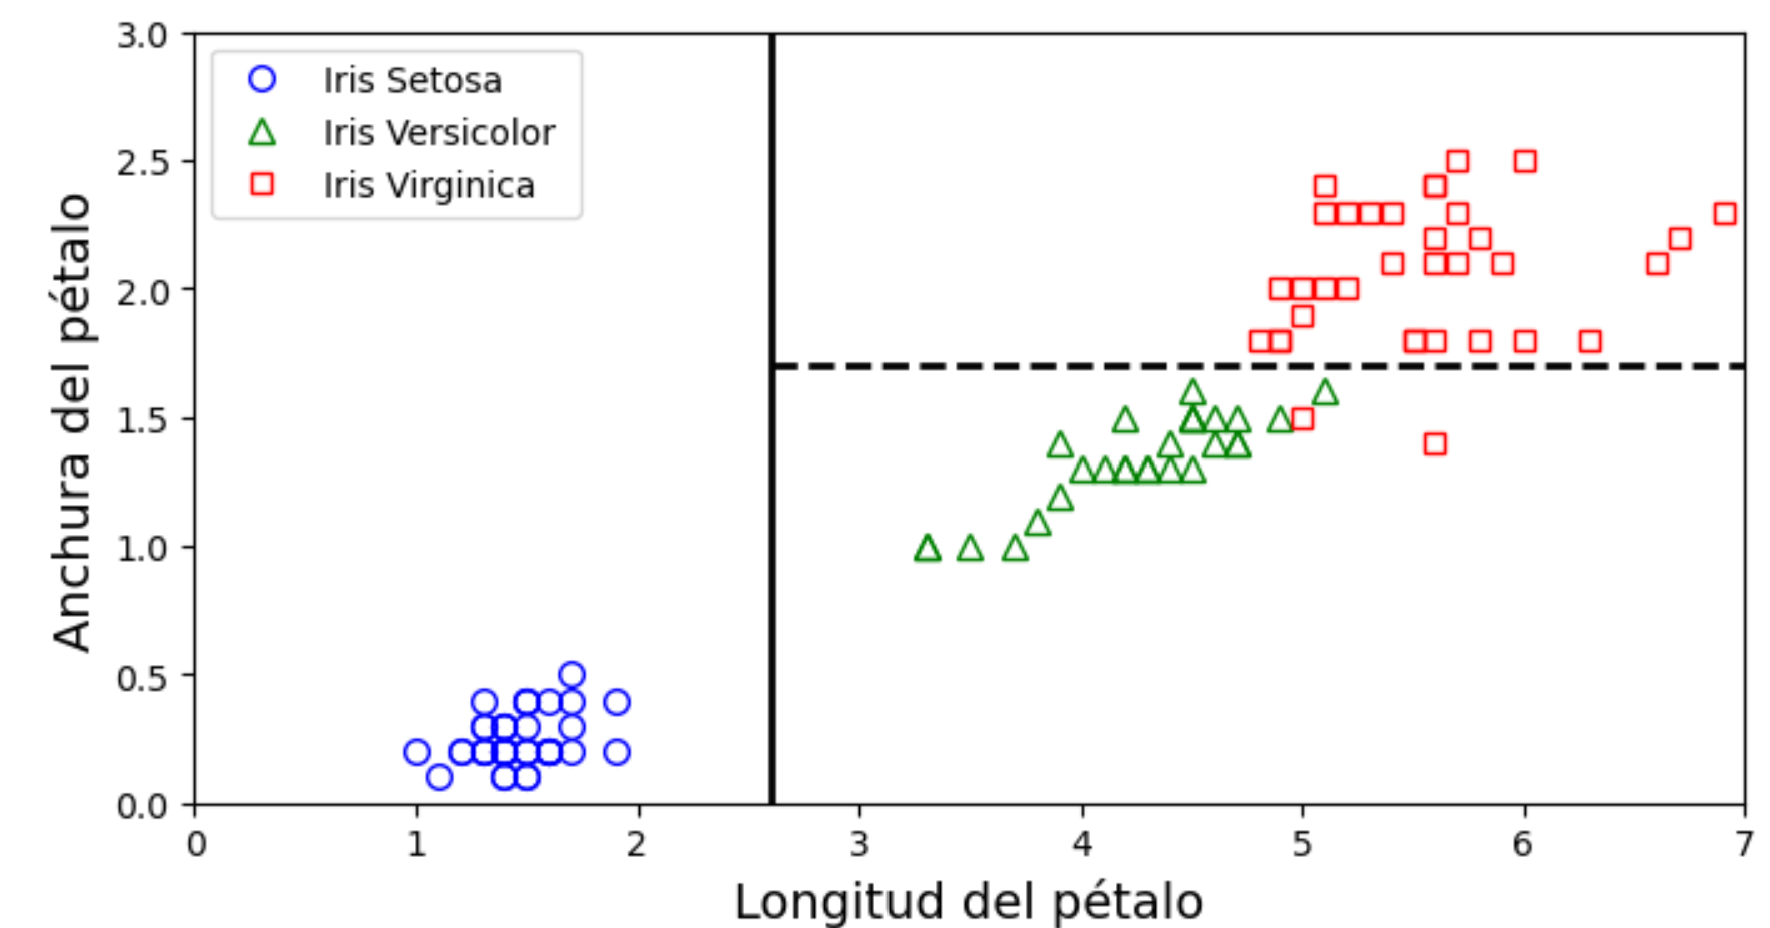 3.0
2.5
2.0
1.5
1.0
0.5
0.0
Iris Setosa
Iris Versicolor
Iris Virginica
Anchura del pétalo
0 1 2 3 4 5 6 7
Longitud del pétalo